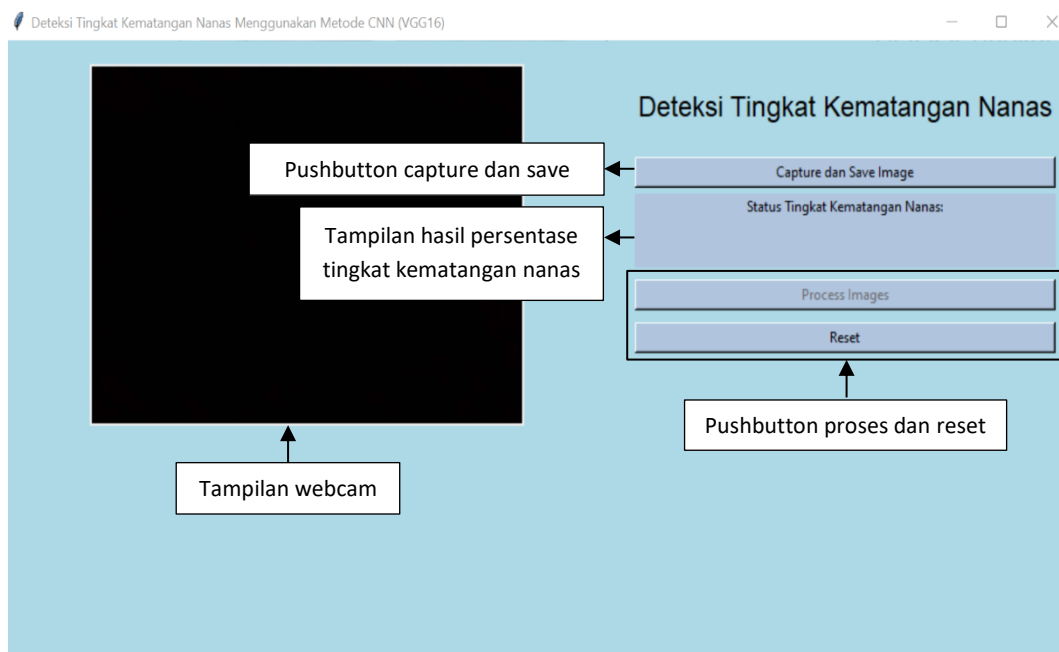 Deteksi Tingkat Kematangan Nanas Menggunakan Metode CNN (VGG16)
Deteksi Tingkat Kematangan Nanas
Pushbutton capture dan save
Capture dan Save Image
Status Tingkat Kematangan Nanas:
Tampilan hasil persentase
tingkat kematangan nanas
Process Images
Reset
Pushbutton proses dan reset
Tampilan webcam